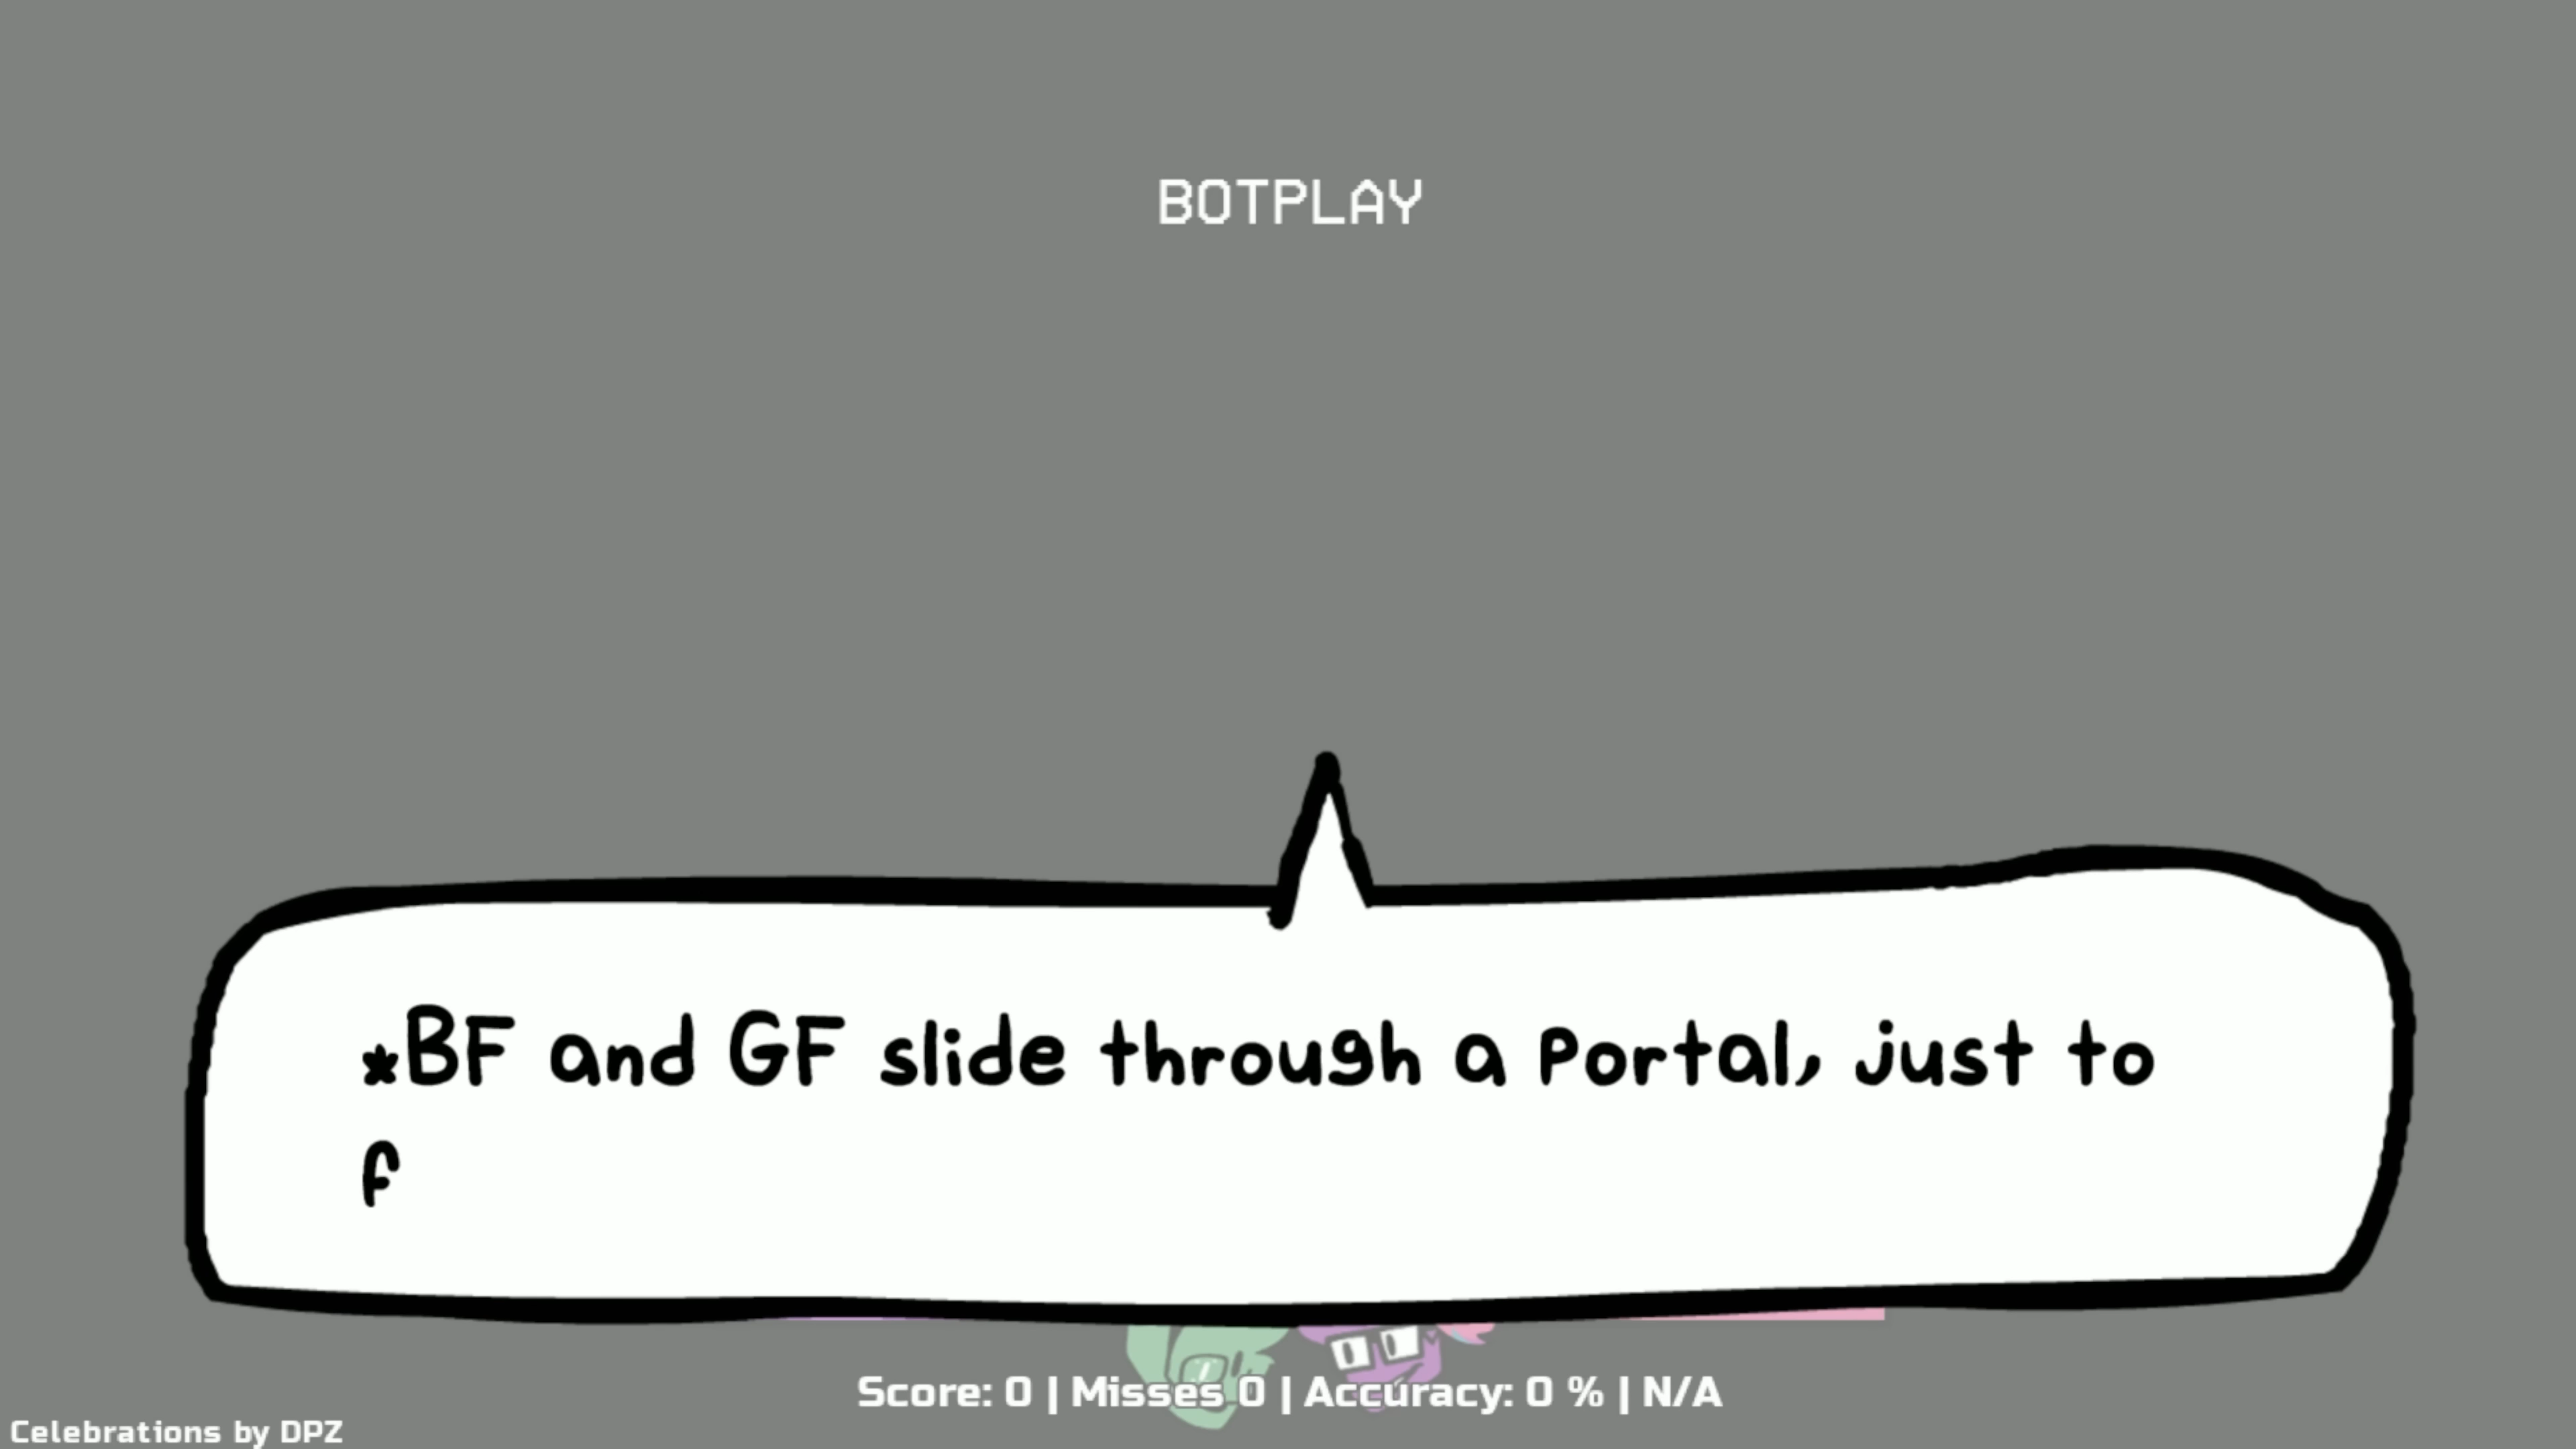 BOTPLAY
*BF and GF slide through a Portal, just to
f
Score: 0 | Misses 0 | Accuracy: 0 % | N/A
Celebrations by DPZ